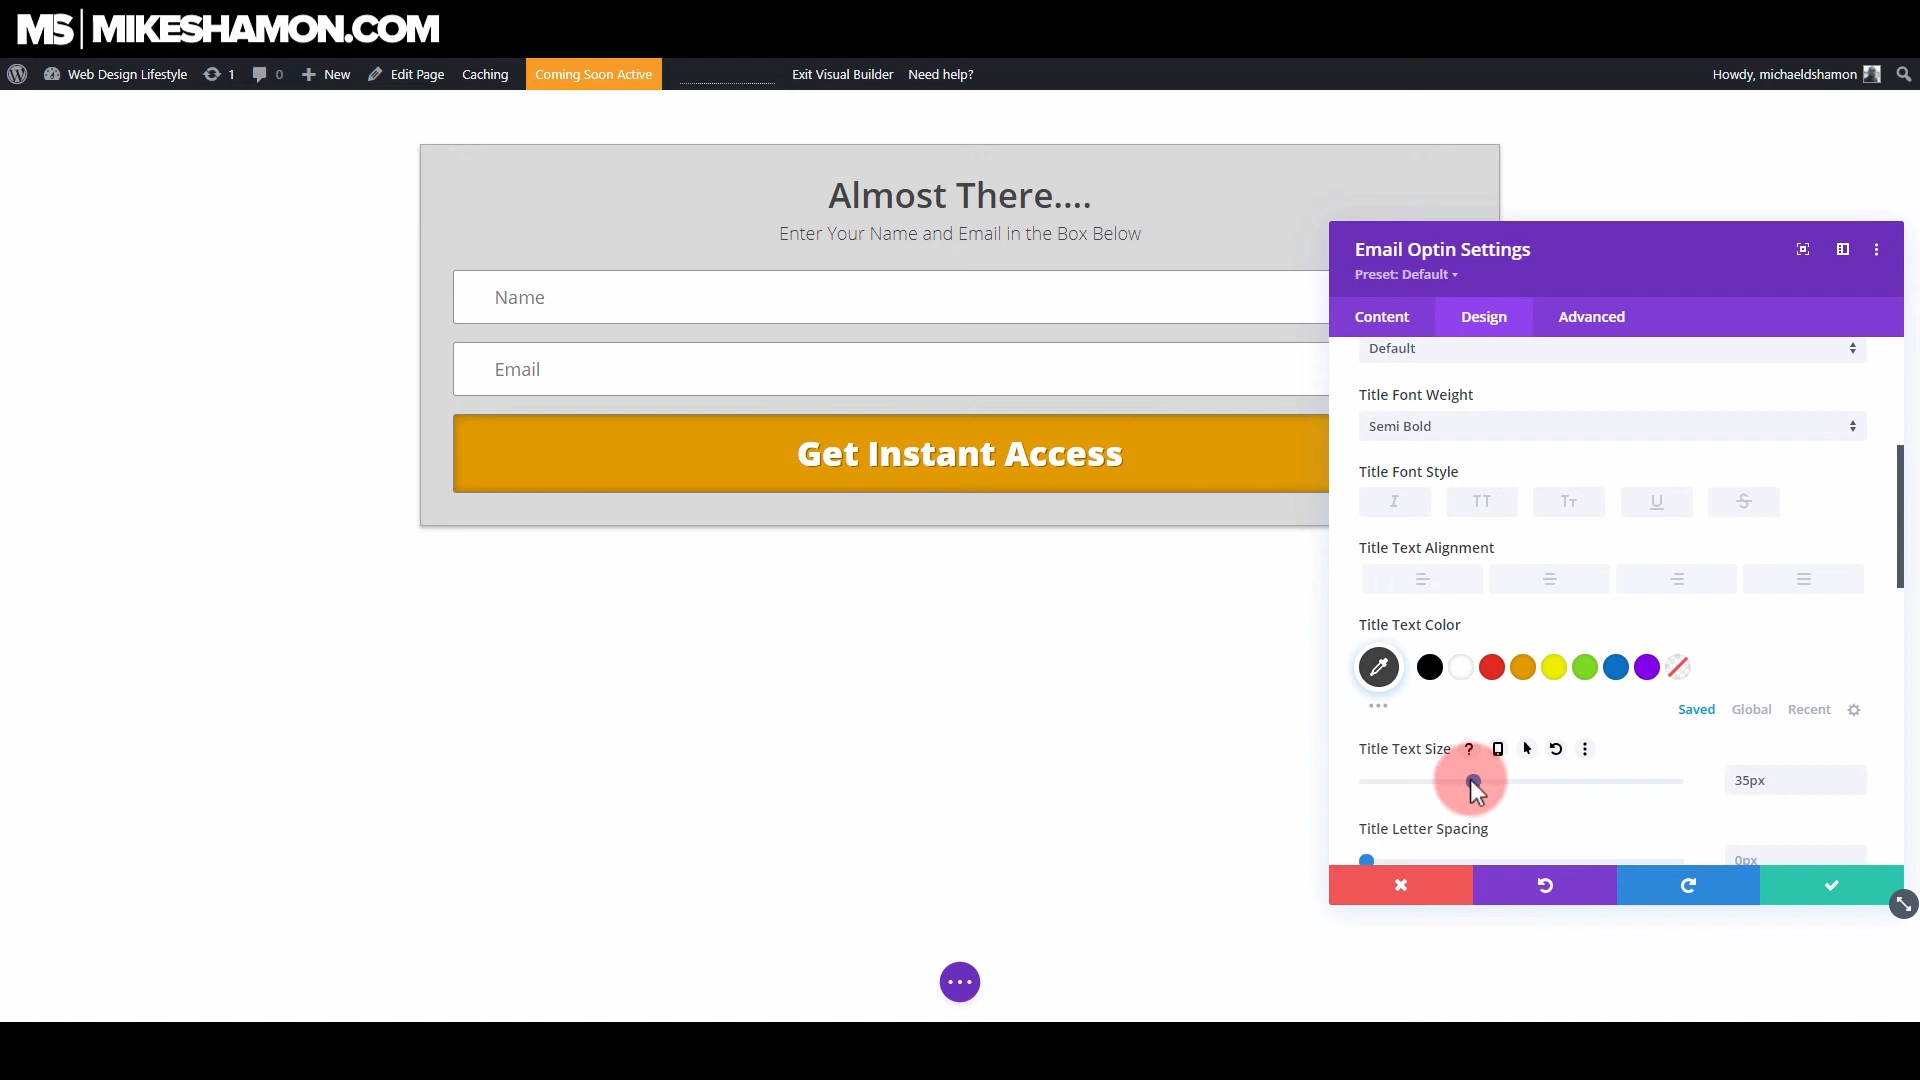 MS | MIKESHAMON.COM
Web Design Lifestyle 1 0 New Edit Page Caching Coming Soon Active Exit Visual Builder Need help? Howdy, michaeldshamon
Almost There....
Enter Your Name and Email in the Box Below
Name
Email
Get Instant Access
Email Optin Settings
Preset: Default
Content Design Advanced
Default
Title Font Weight
Semi Bold
Title Font Style
I TT Tt U S
Title Text Alignment
Title Text Color
Saved Global Recent
Title Text Size ?
35px
Title Letter Spacing
0px